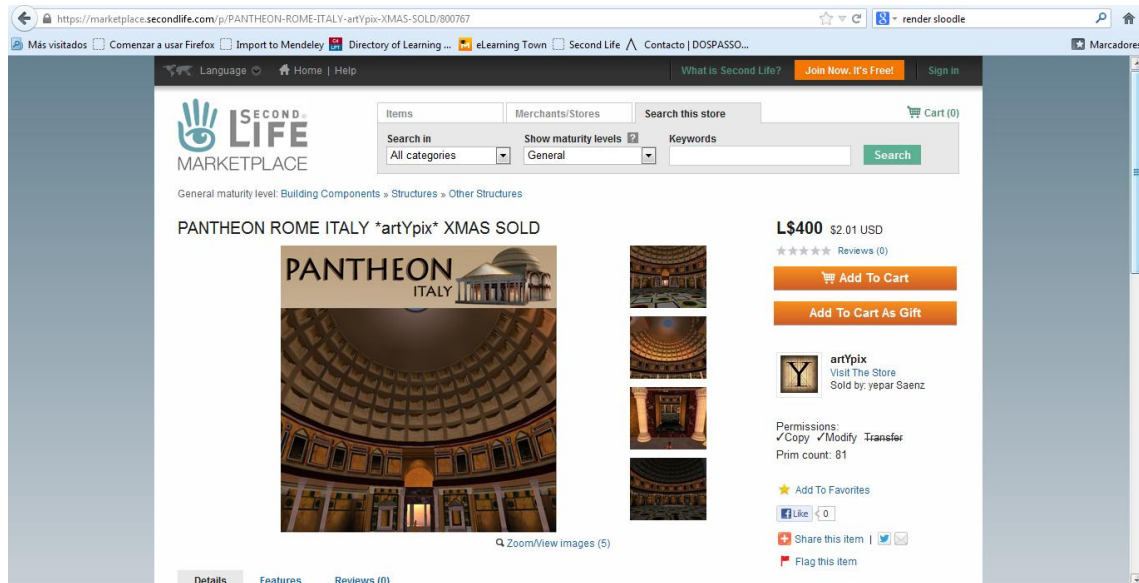 https://marketplace.secondlife.com/p/PANTHEON-ROME-ITALY-artYpix-XMAS-SOLD/800767
render sloodle
Más visitados Comenzar a usar Firefox Import to Mendeley Directory of Learning ... eLearning Town Second Life Contacto | DOSPASSO... Marcadores
Language Home | Help What is Second Life? Join Now. It's Free! Sign in
SECOND LIFE
MARKETPLACE
Items Merchants/Stores Search this store Cart (0)
Search in Show maturity levels ? Keywords
All categories General Search
General maturity level: Building Components » Structures » Other Structures
PANTHEON ROME ITALY *artYpix* XMAS SOLD
L$400 $2.01 USD
Reviews (0)
PANTHEON
ITALY
Add To Cart
Add To Cart As Gift
Y
artYpix
Visit The Store
Sold by: yepar Saenz
Permissions:
✓Copy ✓Modify Transfer
Prim count: 81
Add To Favorites
Like 0
Share this item |
Flag this item
Zoom/View images (5)
Details Features Reviews (0)